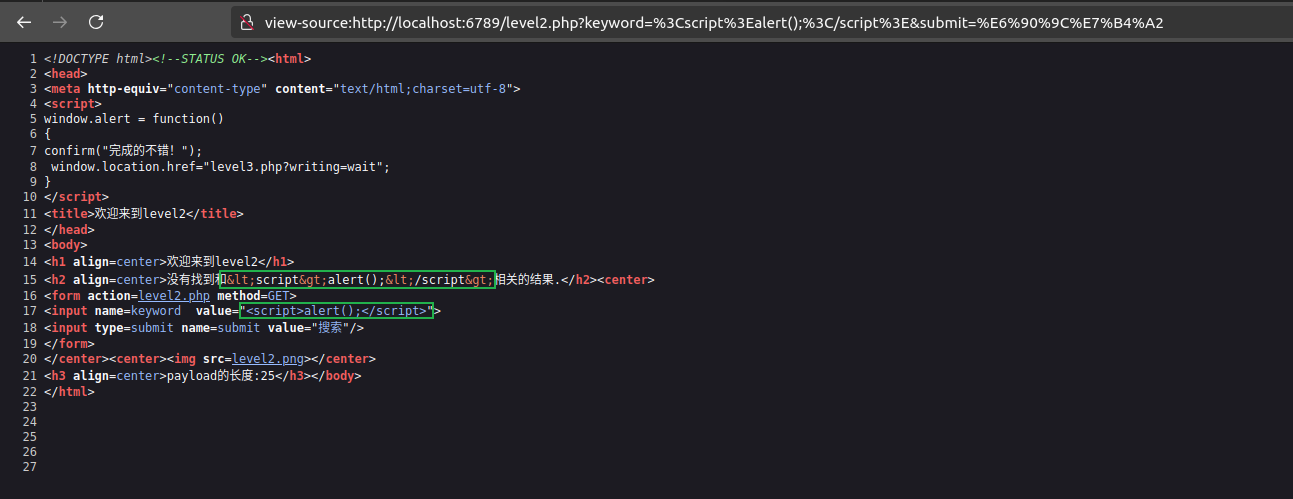 view-source:http://localhost:6789/level2.php?keyword=%3Cscript%3Ealert();%3C/script%3E&submit=%E6%90%9C%E7%B4%A2
1 <!DOCTYPE html><!--STATUS OK--><html>
2 <head>
3 <meta http-equiv="content-type" content="text/html;charset=utf-8">
4 <script>
5 window.alert = function()
6 {
7 confirm("完成的不错！");
8  window.location.href="level3.php?writing=wait";
9 }
10 </script>
11 <title>欢迎来到level2</title>
12 </head>
13 <body>
14 <h1 align=center>欢迎来到level2</h1>
15 <h2 align=center>没有找到和&lt;script&gt;alert();&lt;/script&gt;相关的结果.</h2><center>
16 <form action=level2.php method=GET>
17 <input name=keyword  value="<script>alert();</script>">
18 <input type=submit name=submit value="搜索"/>
19 </form>
20 </center><center><img src=level2.png></center>
21 <h3 align=center>payload的长度:25</h3></body>
22 </html>
23
24
25
26
27